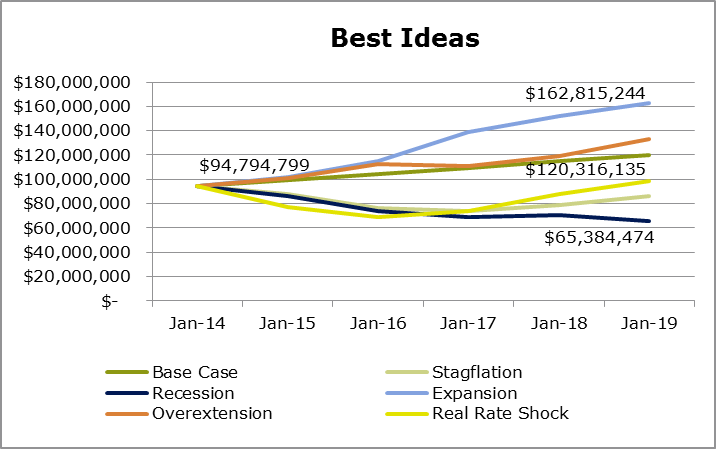 Best Ideas
$180,000,000
$160,000,000
$140,000,000
$120,000,000
$100,000,000
$80,000,000
$60,000,000
$40,000,000
$20,000,000
$-
$162,815,244
$94,794,799
$120,316,135
$65,384,474
Jan-14 Jan-15 Jan-16 Jan-17 Jan-18 Jan-19
Base Case Stagflation
Recession Expansion
Overextension Real Rate Shock